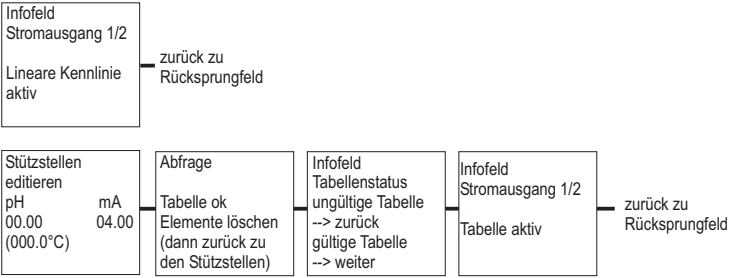 Infofeld
Stromausgang 1/2
Lineare Kennlinie
aktiv
zurück zu
Rücksprungfeld
Stützstellen
editieren
pH mA
00.00 04.00
(000.0°C)
Abfrage
Tabelle ok
Elemente löschen
(dann zurück zu
den Stützstellen)
Infofeld
Tabellenstatus
ungültige Tabelle
--> zurück
gültige Tabelle
--> weiter
Infofeld
Stromausgang 1/2
Tabelle aktiv
zurück zu
Rücksprungfeld